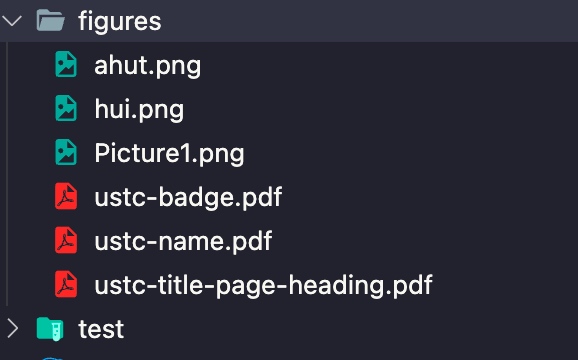 figures
ahut.png
hui.png
Picture1.png
ustc-badge.pdf
ustc-name.pdf
ustc-title-page-heading.pdf
test